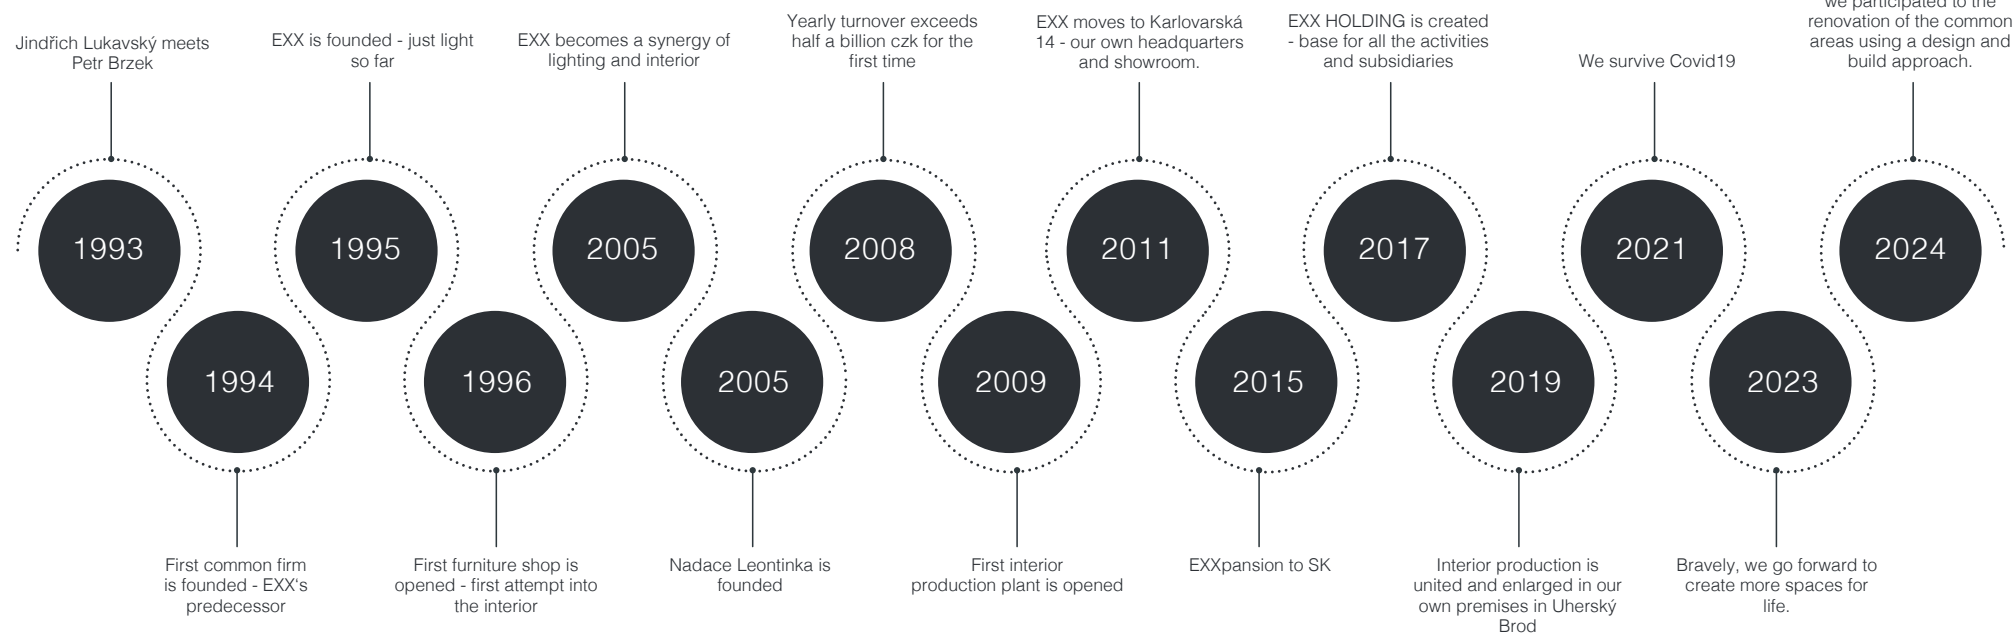 Jindřich Lukavský meets
Petr Brzek
1993
First common firm
is founded - EXX's
predecessor
1994
EXX is founded - just light
so far
1995
First furniture shop is
opened - first attempt into
the interior
1996
EXX becomes a synergy of
lighting and interior
2005
Nadace Leontinka is
founded
2005
Yearly turnover exceeds
half a billion czk for the
first time
2008
First interior
production plant is opened
2009
EXX moves to Karlovarská
14 - our own headquarters
and showroom.
2011
EXXpansion to SK
2015
EXX HOLDING is created
- base for all the activities
and subsidiaries
2017
Interior production is
united and enlarged in our
own premises in Uherský
Brod
2019
We survive Covid19
2021
Bravely, we go forward to
create more spaces for
life.
2023
we participated to the
renovation of the common
areas using a design and
build approach.
2024